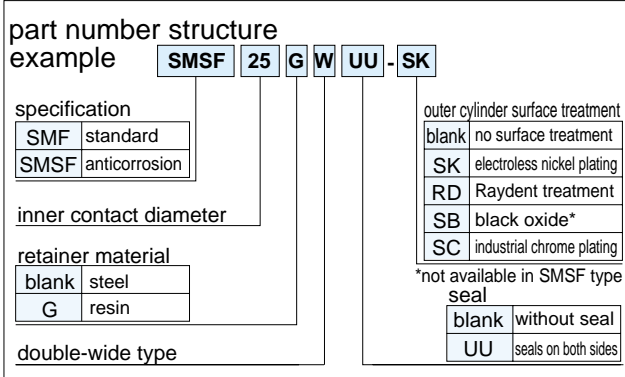 part number structure
example SMSF 25 G W UU - SK
specification
SMF standard
SMSF anticorrosion
inner contact diameter
retainer material
blank steel
G resin
double-wide type
outer cylinder surface treatment
blank no surface treatment
SK electroless nickel plating
RD Raydent treatment
SB black oxide*
SC industrial chrome plating
*not available in SMSF type
seal
blank without seal
UU seals on both sides